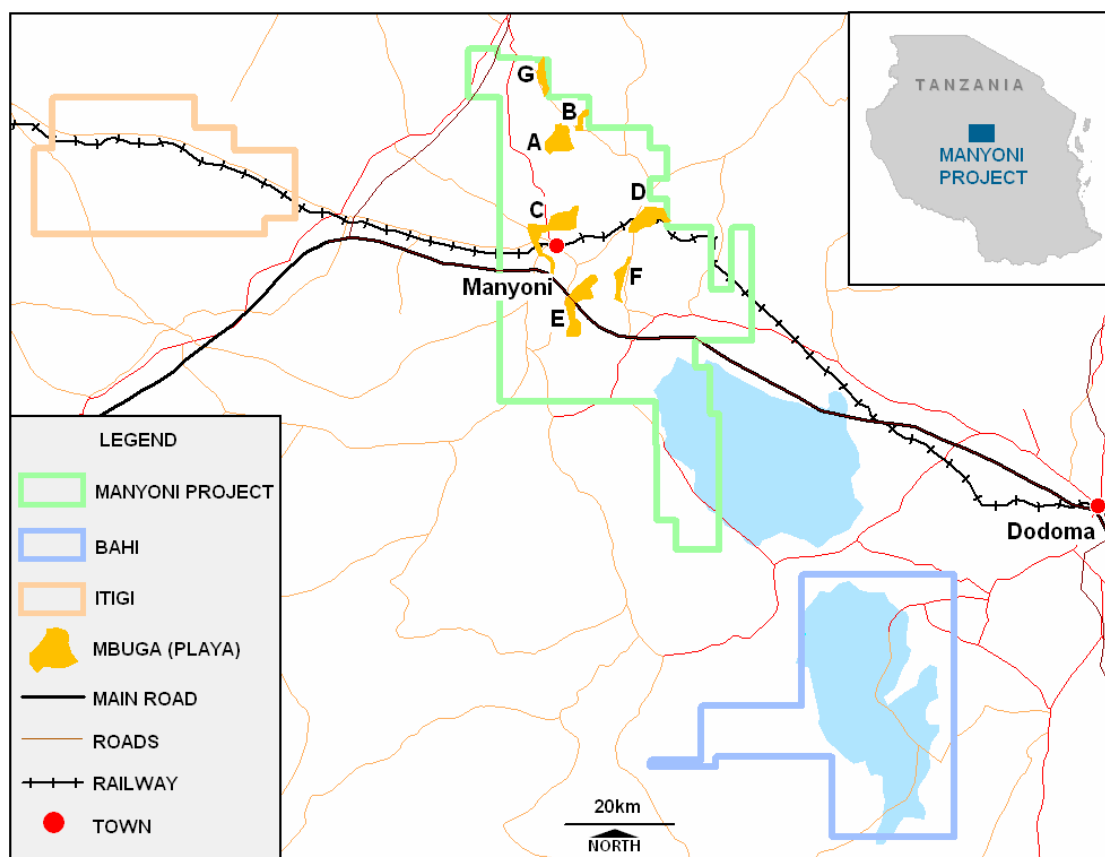 TANZANIA
MANYONI
PROJECT
G
B
A
D
C
F
Manyoni
E
Dodoma
LEGEND
MANYONI PROJECT
BAHI
ITIGI
MBUGA (PLAYA)
MAIN ROAD
ROADS
RAILWAY
TOWN
20km
NORTH